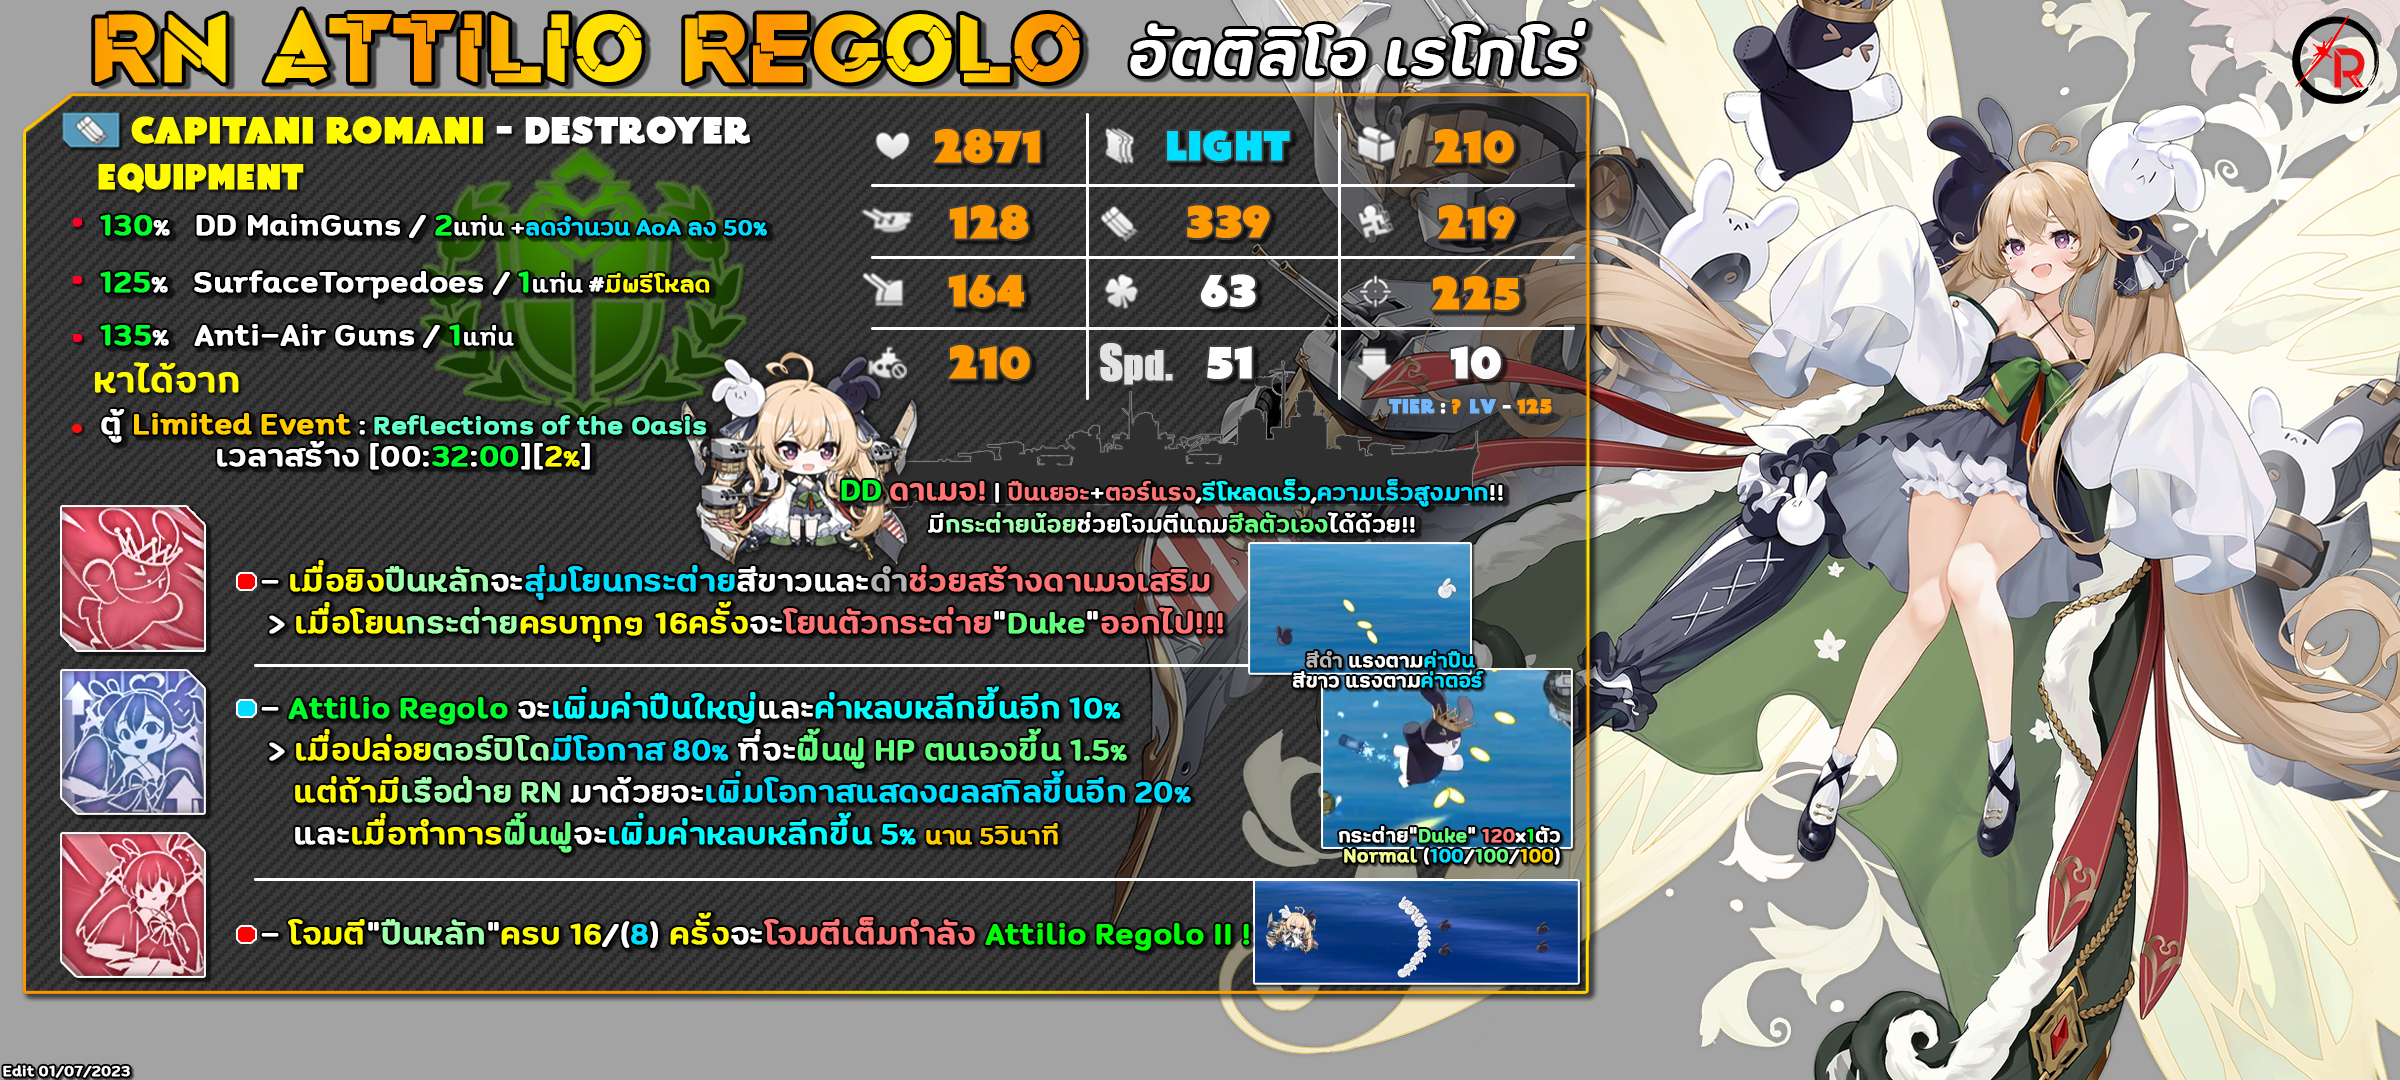 RN ATTILIO REGOLO อัตติลิโอ เรโกโร่
R
CAPITANI ROMANI - DESTROYER
EQUIPMENT
130% DD MainGuns / 2แท่น +ลดจำนวน AoA ลง 50%
125% SurfaceTorpedoes / 1แท่น #มีพรีโหลด
135% Anti-Air Guns / 1แท่น
หาได้จาก
ตู้ Limited Event : Reflections of the Oasis
เวลาสร้าง [00:32:00][2%]
2871 LIGHT 210
128 339 219
164 63 225
210 Spd. 51 10
TIER : ? LV - 125
DD ดาเมจ! | ปืนเยอะ+ตอร์แรง,รีโหลดเร็ว,ความเร็วสูงมาก!!
มีกระต่ายน้อยช่วยโจมตีแถมฮีลตัวเองได้ด้วย!!
- เมื่อยิงปืนหลักจะสุ่มโยนกระต่ายสีขาวและดำช่วยสร้างดาเมจเสริม
> เมื่อโยนกระต่ายครบทุกๆ 16ครั้งจะโยนตัวกระต่าย"Duke"ออกไป!!!
สีดำ แรงตามค่าปืน
สีขาว แรงตามค่าตอร์
- Attilio Regolo จะเพิ่มค่าปืนใหญ่และค่าหลบหลีกขึ้นอีก 10%
> เมื่อปล่อยตอร์ปิโดมีโอกาส 80% ที่จะฟื้นฟู HP ตนเองขึ้น 1.5%
แต่ถ้ามีเรือฝ่าย RN มาด้วยจะเพิ่มโอกาสแสดงผลสกิลขึ้นอีก 20%
และเมื่อทำการฟื้นฟูจะเพิ่มค่าหลบหลีกขึ้น 5% นาน 5วินาที
กระต่าย"Duke" 120x1ตัว
Normal (100/100/100)
- โจมตี"ปืนหลัก"ครบ 16/(8) ครั้งจะโจมตีเต็มกำลัง Attilio Regolo II !
Edit 01/07/2023